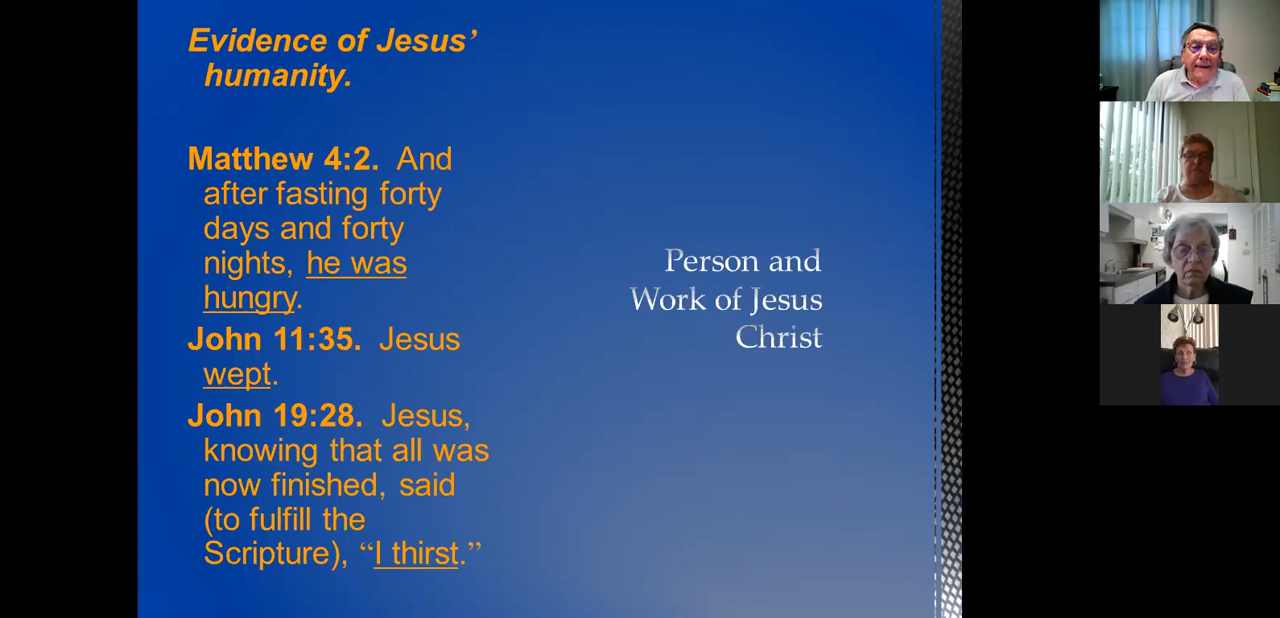 Evidence of Jesus’
humanity.
Matthew 4:2. And
after fasting forty
days and forty
nights, he was
hungry.
John 11:35. Jesus
wept.
John 19:28. Jesus,
knowing that all was
now finished, said
(to fulfill the
Scripture), “I thirst.”
Person and
Work of Jesus
Christ